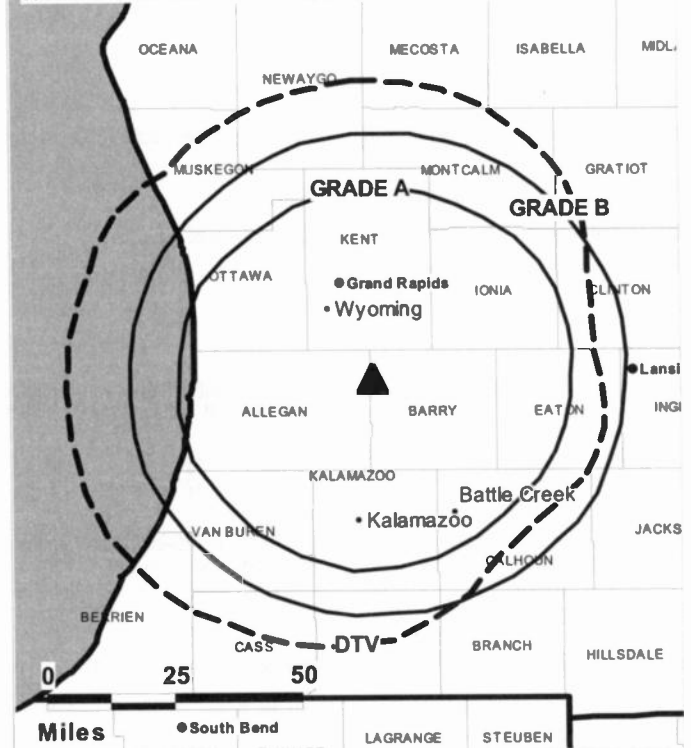 OCEANA
MECOSTA
ISABELLA
MIDL
NEWAYGO
MUSKEGON
MONTCALM
GRATIOT
GRADE A
GRADE B
KENT
OTTAWA
Grand Rapids
IONIA
CLINTON
Wyoming
Lansi
ALLEGAN
BARRY
EATON
INGI
KALAMAZOO
Battle Creek
Kalamazoo
VAN BUREN
JACKS
CALHOUN
BERRIEN
CASS
DTV
BRANCH
HILLSDALE
0 25 50
Miles
South Bend
LAGRANGE
STEUBEN